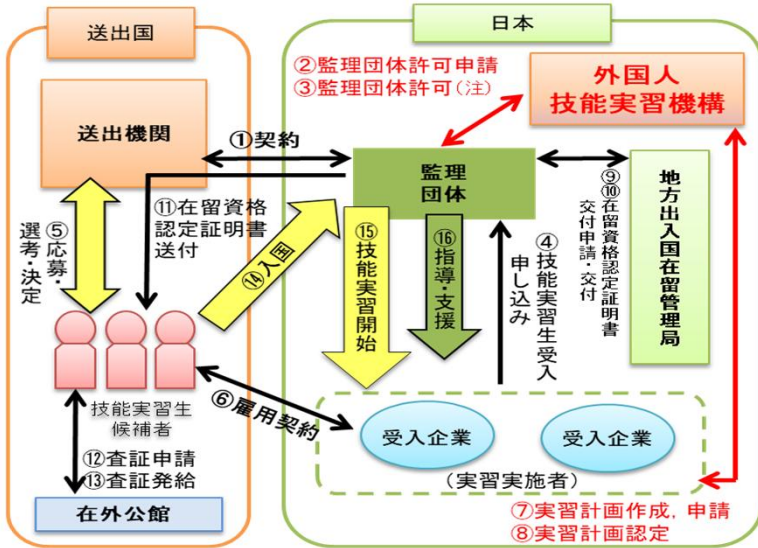 送出国
日本
②監理団体許可申請
③監理団体許可(注)
外国人
技能実習機構
送出機関
①契約
監理
団体
⑨⑩在留資格認定証明書
交付申請・交付
地方出入国在留管理局
⑤応募・
選考・決定
⑪在留資格
認定証明書
送付
⑭入国
⑮技能実習開始
⑯指導・支援
④技能実習生受入
申し込み
技能実習生
候補者
⑥雇用契約
受入企業
受入企業
(実習実施者)
⑫査証申請
⑬査証発給
在外公館
⑦実習計画作成，申請
⑧実習計画認定